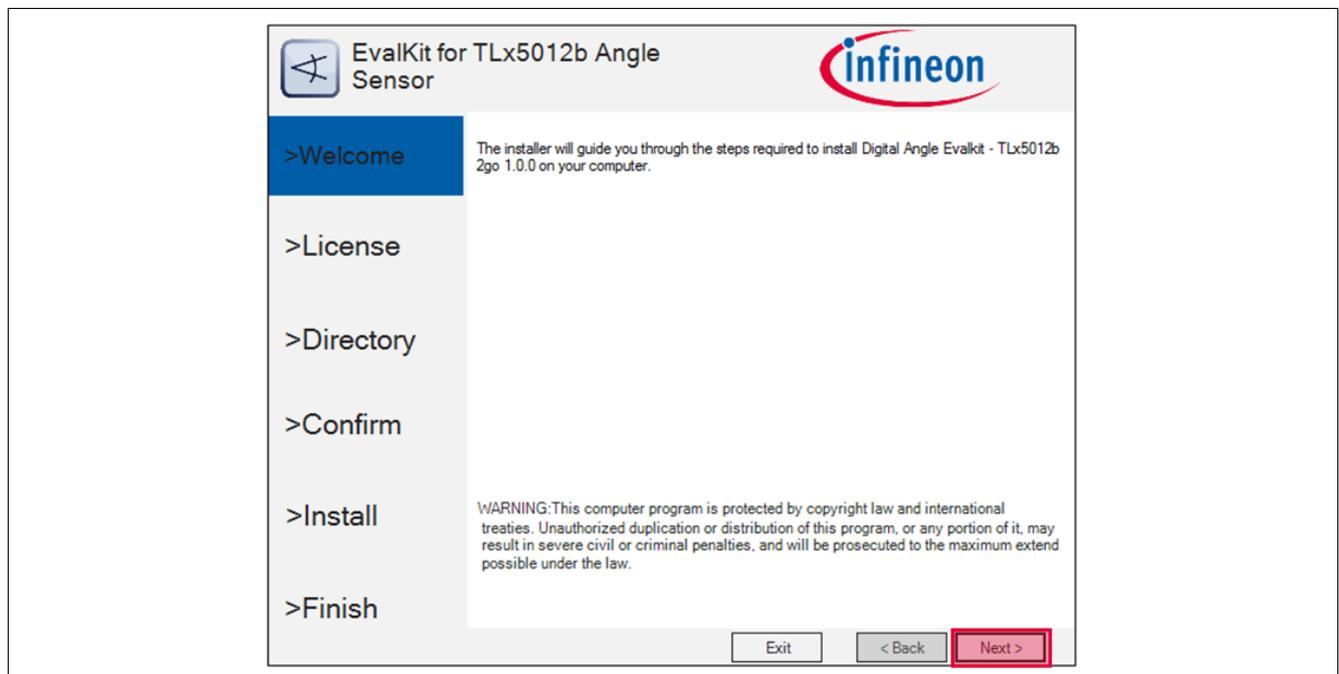 EvalKit for TLx5012b Angle
Sensor
infineon
>Welcome
The installer will guide you through the steps required to install Digital Angle Evalkit - TLx5012b
2go 1.0.0 on your computer.
>License
>Directory
>Confirm
>Install
WARNING:This computer program is protected by copyright law and international
treaties. Unauthorized duplication or distribution of this program, or any portion of it, may
result in severe civil or criminal penalties, and will be prosecuted to the maximum extend
possible under the law.
>Finish
Exit
< Back
Next >